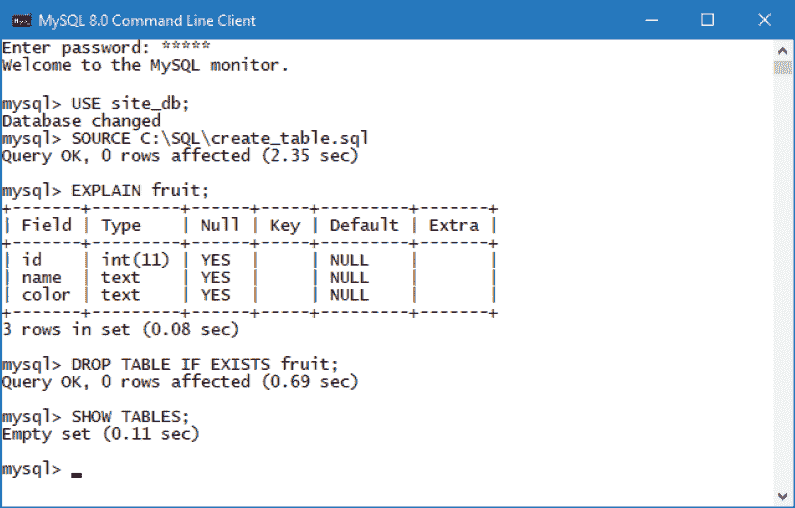 MySQL 8.0 Command Line Client
Enter password: *****
Welcome to the MySQL monitor.
mysql> USE site_db;
Database changed
mysql> SOURCE C:\SQL\create_table.sql
Query OK, 0 rows affected (2.35 sec)
mysql> EXPLAIN fruit;
+-------+---------+------+-----+---------+-------+
| Field | Type    | Null | Key | Default | Extra |
+-------+---------+------+-----+---------+-------+
| id    | int(11) | YES  |     | NULL    |       |
| name  | text    | YES  |     | NULL    |       |
| color | text    | YES  |     | NULL    |       |
+-------+---------+------+-----+---------+-------+
3 rows in set (0.08 sec)
mysql> DROP TABLE IF EXISTS fruit;
Query OK, 0 rows affected (0.69 sec)
mysql> SHOW TABLES;
Empty set (0.11 sec)
mysql> _